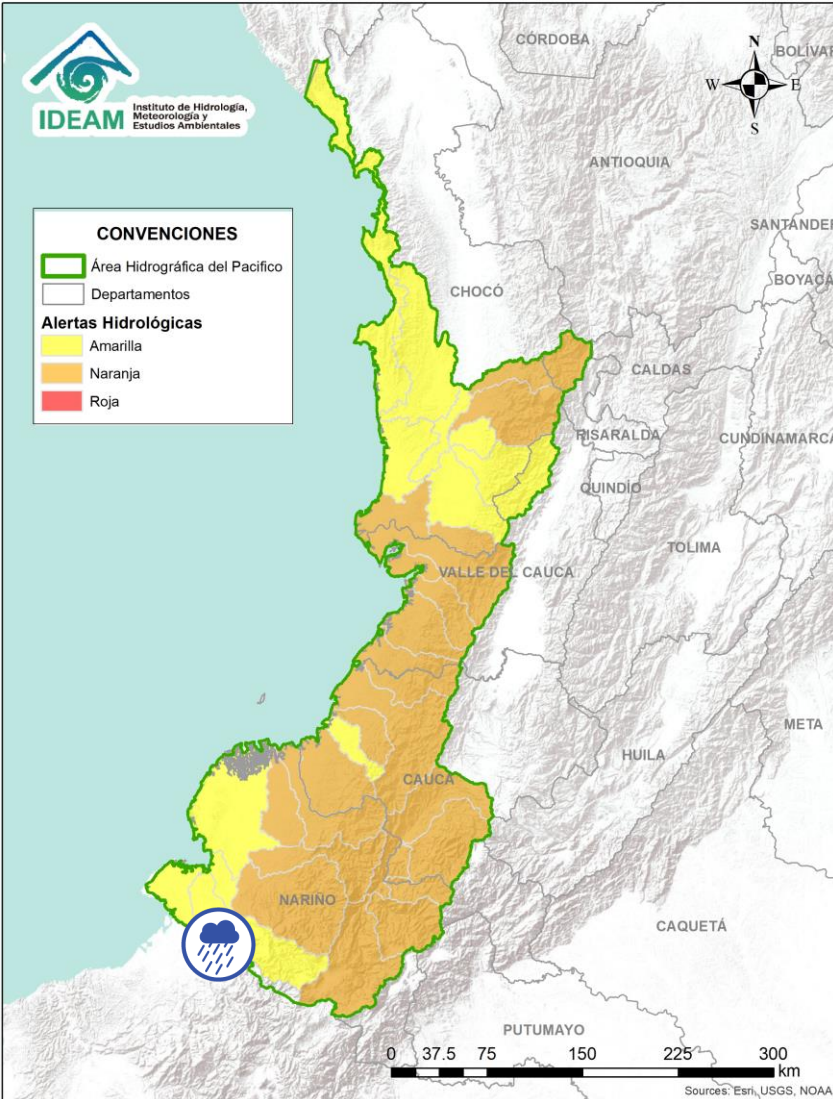 IDEAM
Instituto de Hidrología,
Meteorología y
Estudios Ambientales
N
W
E
S
CONVENCIONES
Área Hidrográfica del Pacifico
Departamentos
Alertas Hidrológicas
Amarilla
Naranja
Roja
CÓRDOBA
BOLÍVAR
ANTIOQUIA
SANTANDER
BOYACÁ
CHOCÓ
CALDAS
RISARALDA
CUNDINAMARCA
QUINDÍO
TOLIMA
VALLE DEL CAUCA
META
HUILA
CAUCA
NARIÑO
CAQUETÁ
PUTUMAYO
0 37.5 75 150 225 300
km
Sources: Esri, USGS, NOAA